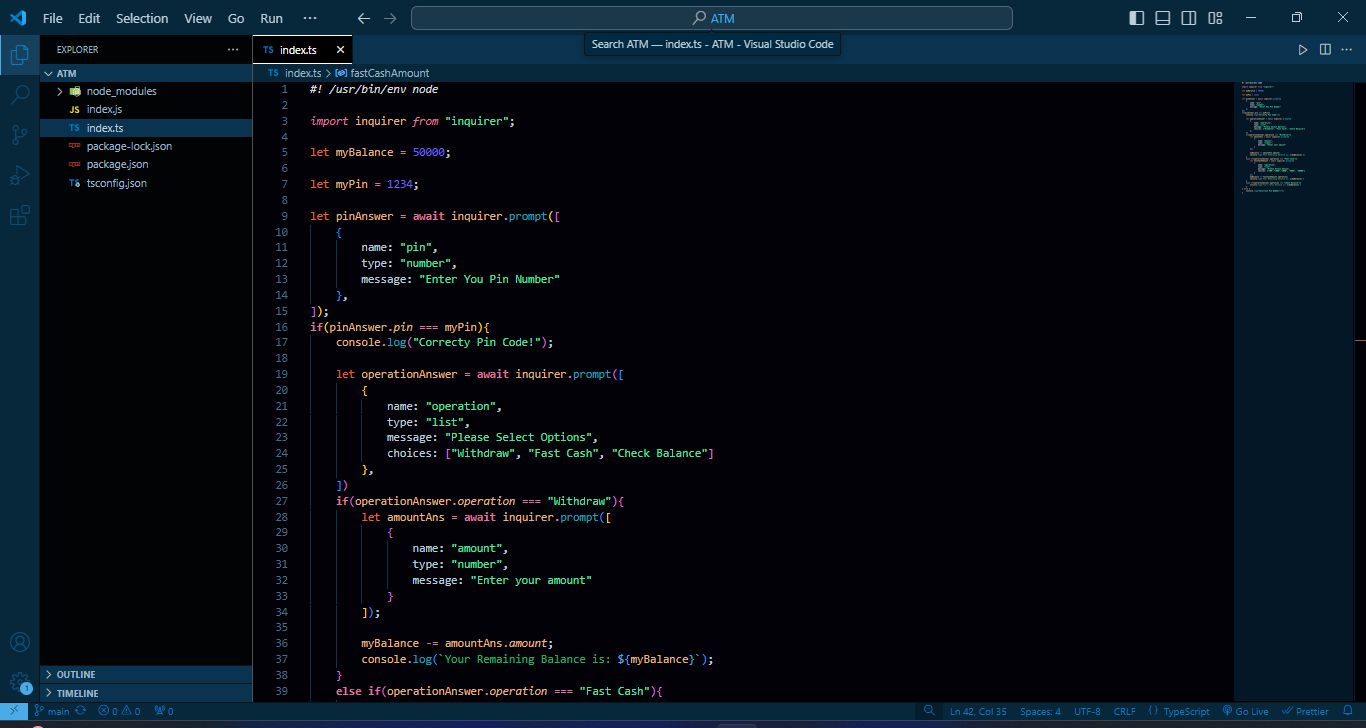 File Edit Selection View Go Run ··· ATM
Search ATM — index.ts - ATM - Visual Studio Code
EXPLORER ···
TS index.ts
ATM
TS index.ts > fastCashAmount
node_modules
JS index.js
TS index.ts
package-lock.json
package.json
tsconfig.json
1 #! /usr/bin/env node
2
3 import inquirer from "inquirer";
4
5 let myBalance = 50000;
6
7 let myPin = 1234;
8
9 let pinAnswer = await inquirer.prompt([
10 {
11 name: "pin",
12 type: "number",
13 message: "Enter You Pin Number"
14 },
15 ]);
16 if(pinAnswer.pin === myPin){
17 console.log("Correcty Pin Code!");
18
19 let operationAnswer = await inquirer.prompt([
20 {
21 name: "operation",
22 type: "list",
23 message: "Please Select Options",
24 choices: ["Withdraw", "Fast Cash", "Check Balance"]
25 },
26 ])
27 if(operationAnswer.operation === "Withdraw"){
28 let amountAns = await inquirer.prompt([
29 {
30 name: "amount",
31 type: "number",
32 message: "Enter your amount"
33 }
34 ]);
35
36 myBalance -= amountAns.amount;
37 console.log(`Your Remaining Balance is: ${myBalance}`);
38 }
39 else if(operationAnswer.operation === "Fast Cash"){
OUTLINE
TIMELINE
1
main 0 0 0 Ln 42, Col 35 Spaces: 4 UTF-8 CRLF {} TypeScript Go Live Prettier